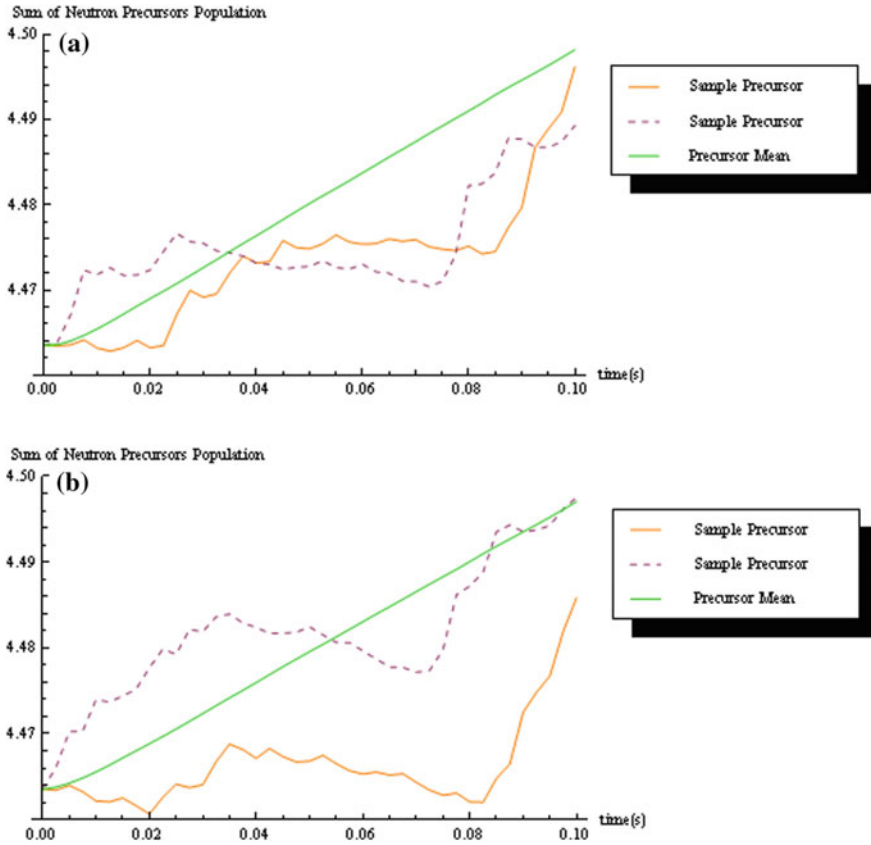 Sum of Neutron Precursors Population
4.50
(a)
4.49
4.48
4.47
0.00 0.02 0.04 0.06 0.08 0.10
time(s)
Sample Precursor
Sample Precursor
Precursor Mean
Sum of Neutron Precursors Population
4.50
(b)
4.49
4.48
4.47
0.00 0.02 0.04 0.06 0.08 0.10
time(s)
Sample Precursor
Sample Precursor
Precursor Mean